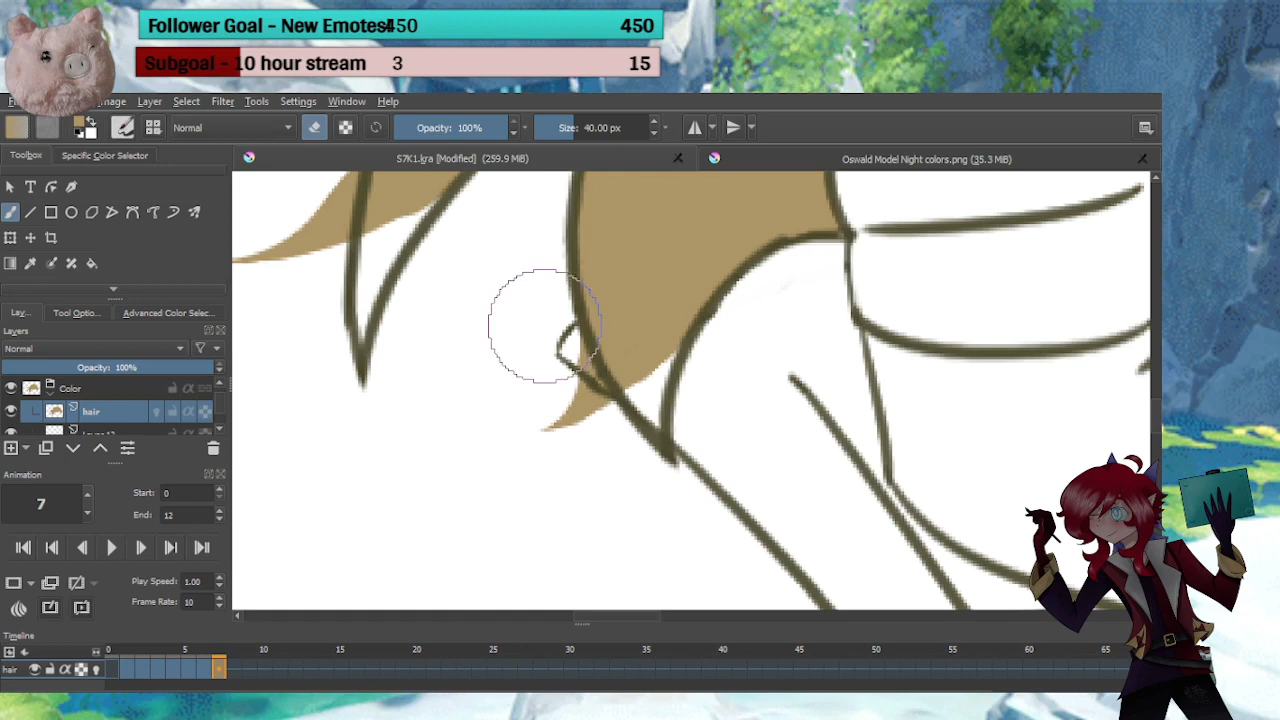 Follower Goal - New Emotes! 450 450
Subgoal - 10 hour stream 3 15
Layer Select Filter Tools Settings Window Help
Normal Opacity: 100% Size: 40.00 px
Toolbox Specific Color Selector S7K1.kra [Modified] (259.9 MiB) Oswald Model Night colors.png (35.3 MiB)
Lay... Tool Optio... Advanced Color Selec...
Layers
Normal
Opacity: 100%
Color
hair
Animation
7 Start: 0
End: 12
Play Speed: 1.00
Frame Rate: 10
Timeline
0 5 10 15 20 25 30 35 40 45 50 55 60 65
hair